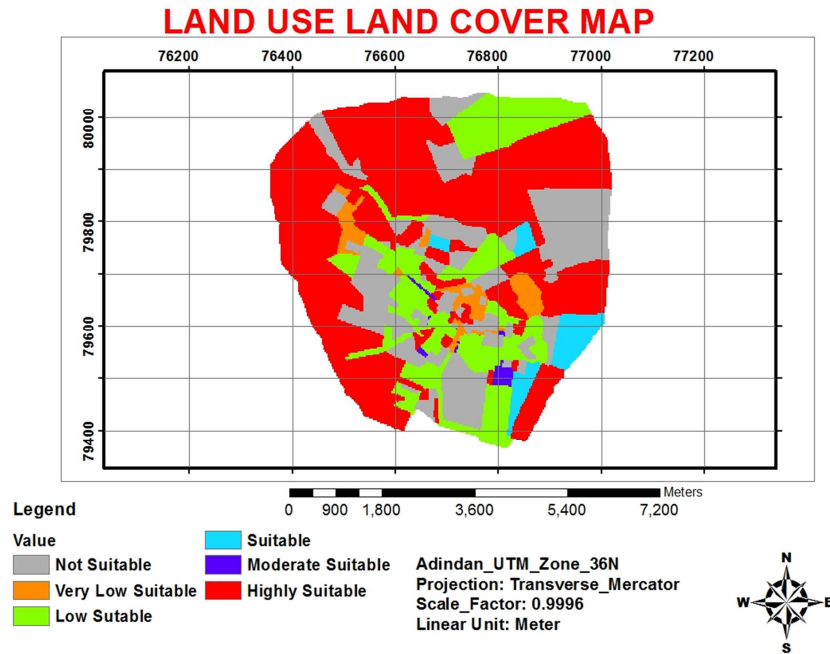 LAND USE LAND COVER MAP
76200 76400 76600 76800 77000 77200
80000
79800
79600
79400
Meters
0 900 1,800 3,600 5,400 7,200
Legend
Value
Not Suitable
Very Low Suitable
Low Sutable
Suitable
Moderate Suitable
Highly Suitable
Adindan_UTM_Zone_36N
Projection: Transverse_Mercator
Scale_Factor: 0.9996
Linear Unit: Meter
N
W E
S